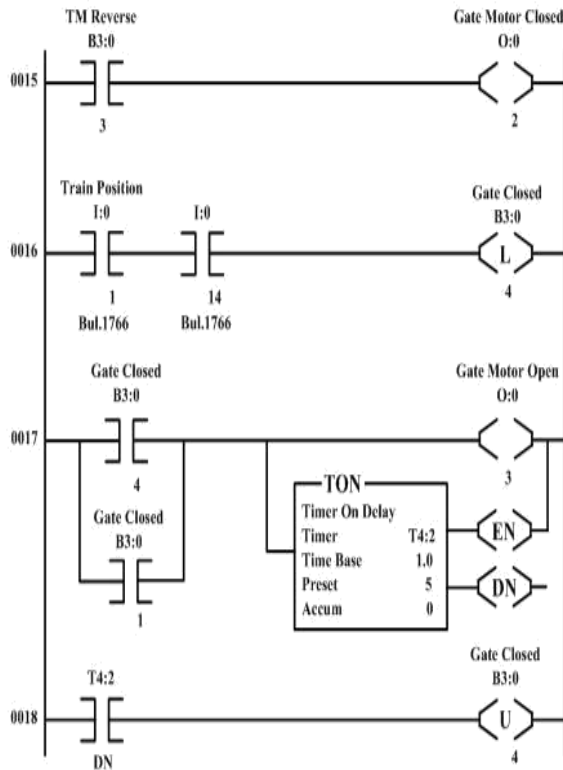 TM Reverse
B3:0
Gate Motor Closed
O:0
0015
3
2
Train Position
I:0
I:0
Gate Closed
B3:0
0016
L
1
14
4
Bul.1766
Bul.1766
Gate Closed
B3:0
Gate Motor Open
O:0
0017
4
3
Gate Closed
B3:0
1
TON
Timer On Delay
Timer T4:2
Time Base 1.0
Preset 5
Accum 0
EN
DN
T4:2
Gate Closed
B3:0
0018
U
DN
4